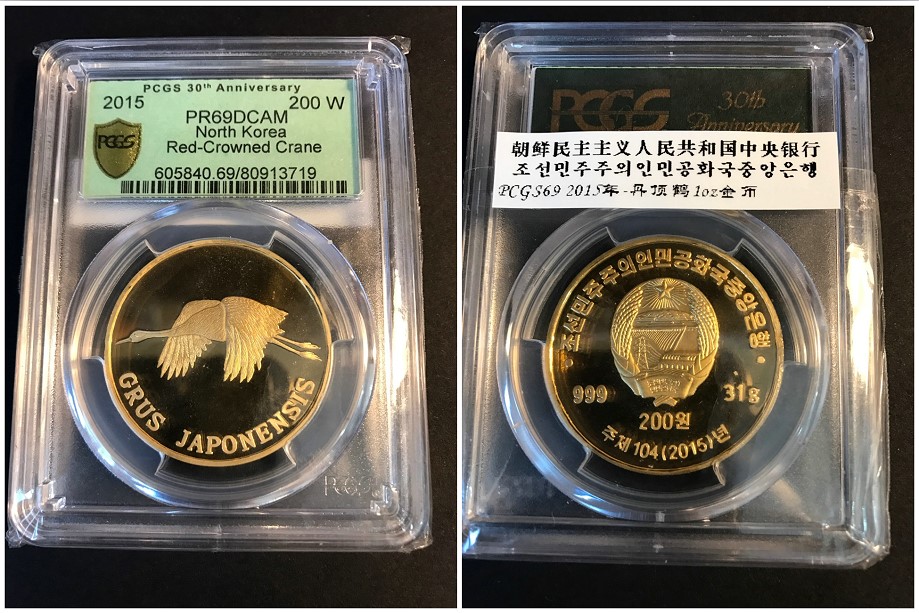 PCGS 30th Anniversary
2015 200 W
PR69DCAM
North Korea
Red-Crowned Crane
PCGS
605840.69/80913719
GRUS JAPONENSIS
PCGS
PCGS 30th
Anniversary
朝鲜民主主义人民共和国中央银行
조선민주주의인민공화국중앙은행
PCGS69 2015年-丹顶鹤1oz金币
조선민주주의인민공화국중앙은행
999 31g
200원
주체104(2015)년